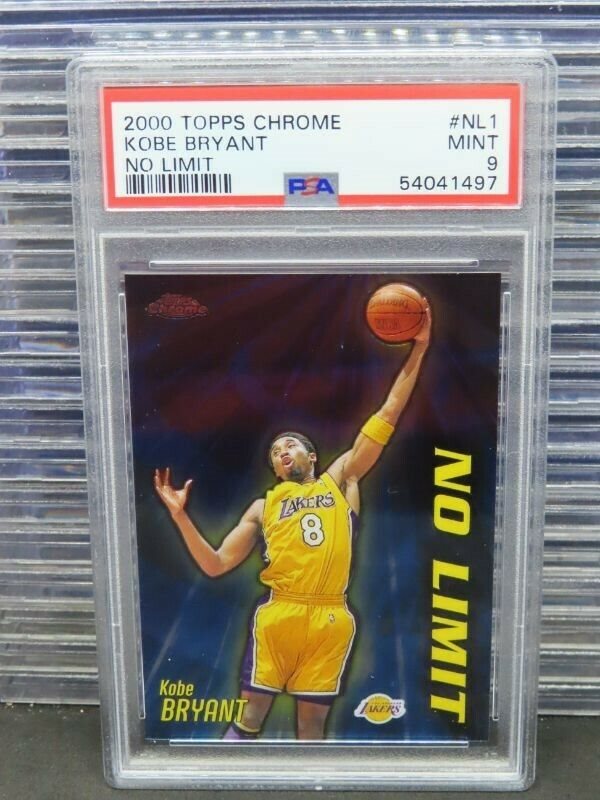 2000 TOPPS CHROME #NL1
KOBE BRYANT MINT
NO LIMIT 9
PSA 54041497
Topps
Chrome
SPALDING
LAKERS
8
NO LIMIT
Kobe
BRYANT
LAKERS